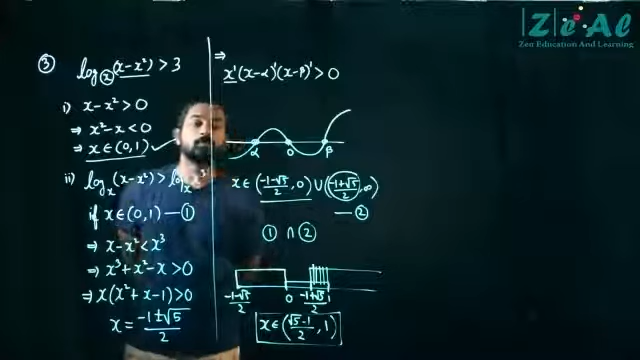 ZeAl
Zen Education And Learning
③ log_x (x-x²) > 3
i) x-x² > 0
⇒ x²-x < 0
⇒ x ∈ (0,1)
ii) log_x (x-x²) > log_x x³
if x ∈ (0,1) — ①
⇒ x-x² < x³
⇒ x³+x²-x > 0
⇒ x(x²+x-1) > 0
x = (-1±√5)/2
⇒
x¹(x-α)¹(x-β)¹ > 0
α 0 β
x ∈ ((-1-√5)/2, 0) ∪ ((-1+√5)/2, ∞)
— ②
① ∩ ②
(-1-√5)/2 0 (-1+√5)/2 1
x ∈ ((√5-1)/2, 1)